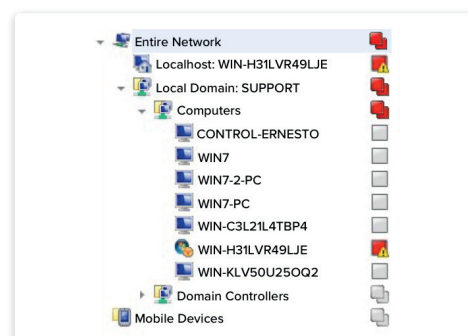 Entire Network
Localhost: WIN-H31LVR49LJE
Local Domain: SUPPORT
Computers
CONTROL-ERNESTO
WIN7
WIN7-2-PC
WIN7-PC
WIN-C3L21L4TBP4
WIN-H31LVR49LJE
WIN-KLV50U25OQ2
Domain Controllers
Mobile Devices